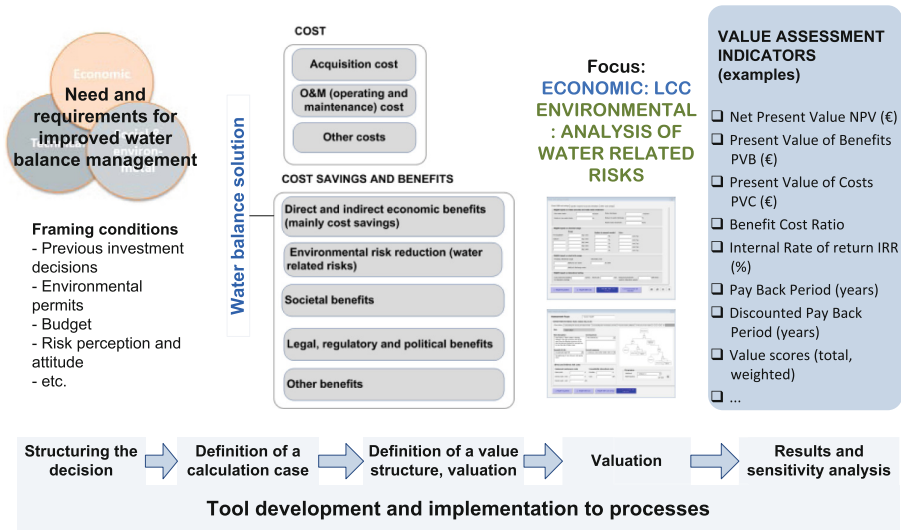 Economic
Need and
requirements for
improved water
balance management
Framing conditions
- Previous investment
decisions
- Environmental
permits
- Budget
- Risk perception and
attitude
- etc.
Water balance solution
COST
Acquisition cost
O&M (operating and
maintenance) cost
Other costs
COST SAVINGS AND BENEFITS
Direct and indirect economic benefits
(mainly cost savings)
Environmental risk reduction (water
related risks)
Societal benefits
Legal, regulatory and political benefits
Other benefits
Focus:
ECONOMIC: LCC
ENVIRONMENTAL
: ANALYSIS OF
WATER RELATED
RISKS
VALUE ASSESSMENT
INDICATORS
(examples)
❑ Net Present Value NPV (€)
❑ Present Value of Benefits
PVB (€)
❑ Present Value of Costs
PVC (€)
❑ Benefit Cost Ratio
❑ Internal Rate of return IRR
(%)
❑ Pay Back Period (years)
❑ Discounted Pay Back
Period (years)
❑ Value scores (total,
weighted)
❑ ...
Structuring the
decision
Definition of a
calculation case
Definition of a value
structure, valuation
Valuation
Results and
sensitivity analysis
Tool development and implementation to processes